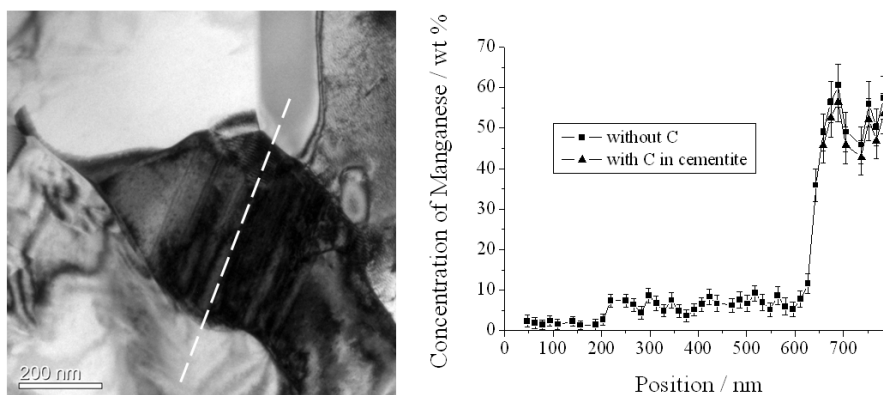 200 nm
Concentration of Manganese / wt %
70
60
50
40
30
20
10
0
without C
with C in cementite
0 100 200 300 400 500 600 700
Position / nm